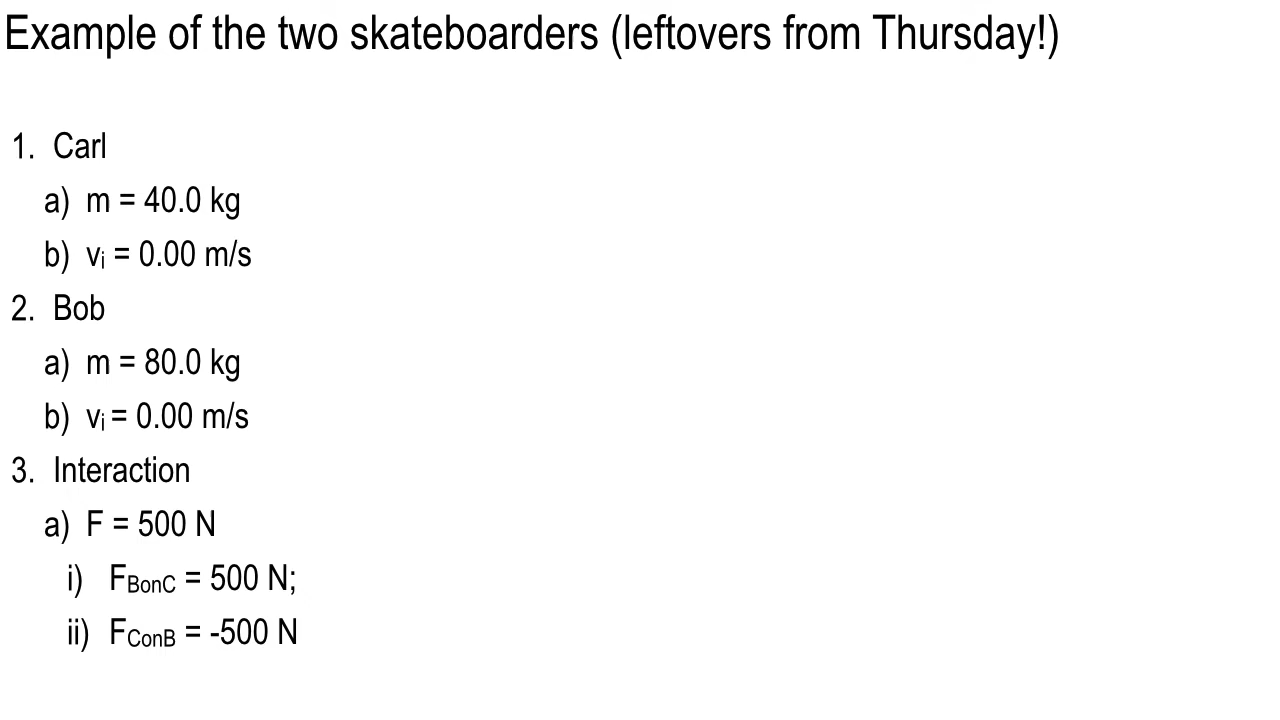 Example of the two skateboarders (leftovers from Thursday!)
1. Carl
a) m = 40.0 kg
b) vi = 0.00 m/s
2. Bob
a) m = 80.0 kg
b) vi = 0.00 m/s
3. Interaction
a) F = 500 N
i) FBonC = 500 N;
ii) FConB = -500 N